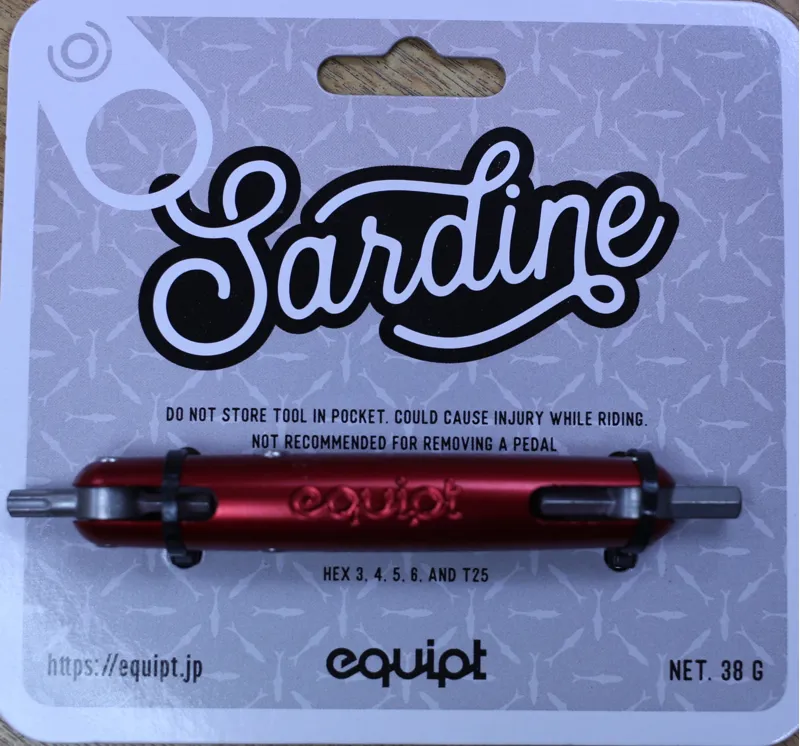 Sardine
DO NOT STORE TOOL IN POCKET. COULD CAUSE INJURY WHILE RIDING.
NOT RECOMMENDED FOR REMOVING A PEDAL
equipt
HEX 3, 4, 5, 6, AND T25
https://equipt.jp
equipt
NET. 38 G